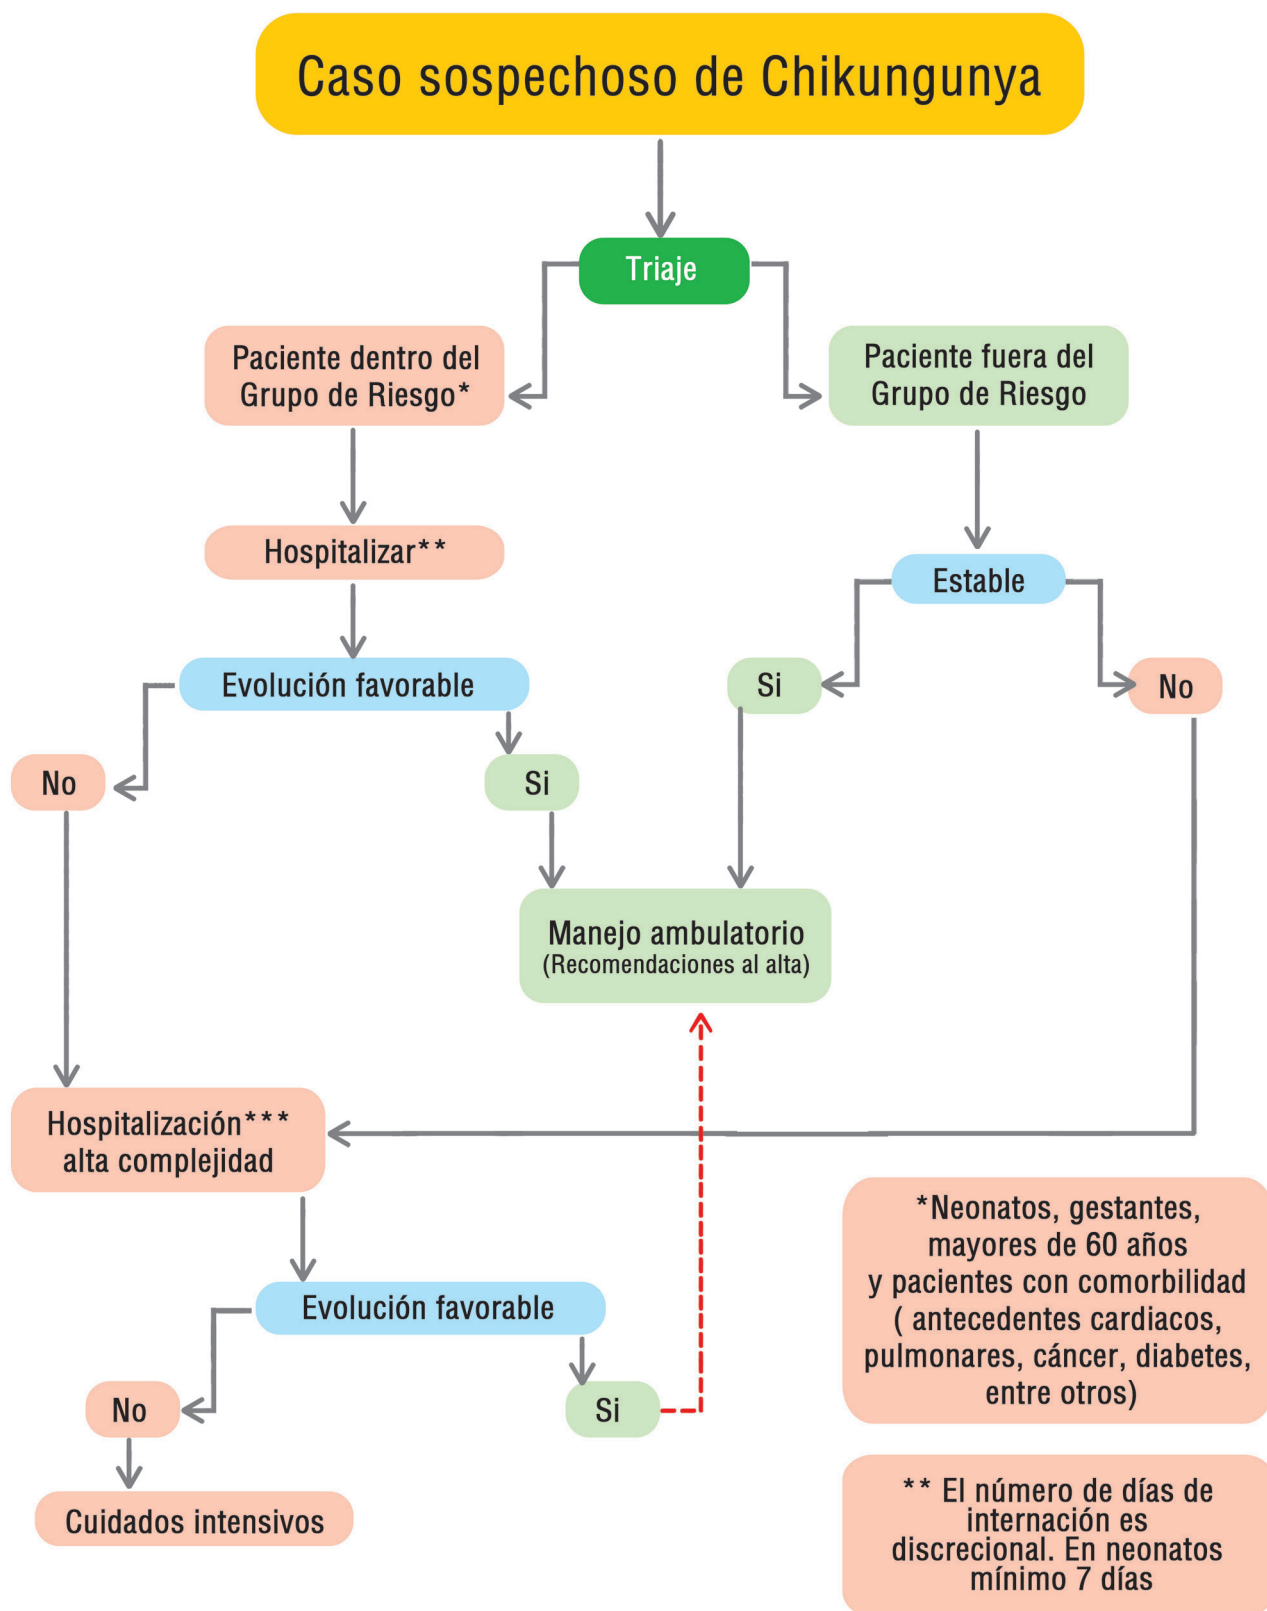 Caso sospechoso de Chikungunya
Triaje
Paciente dentro del
Grupo de Riesgo*
Paciente fuera del
Grupo de Riesgo
Hospitalizar**
Estable
Evolución favorable
Si
No
No
Si
Manejo ambulatorio
(Recomendaciones al alta)
Hospitalización***
alta complejidad
*Neonatos, gestantes,
mayores de 60 años
y pacientes con comorbilidad
( antecedentes cardiacos,
pulmonares, cáncer, diabetes,
entre otros)
Evolución favorable
No
Si
Cuidados intensivos
** El número de días de
internación es
discrecional. En neonatos
mínimo 7 días